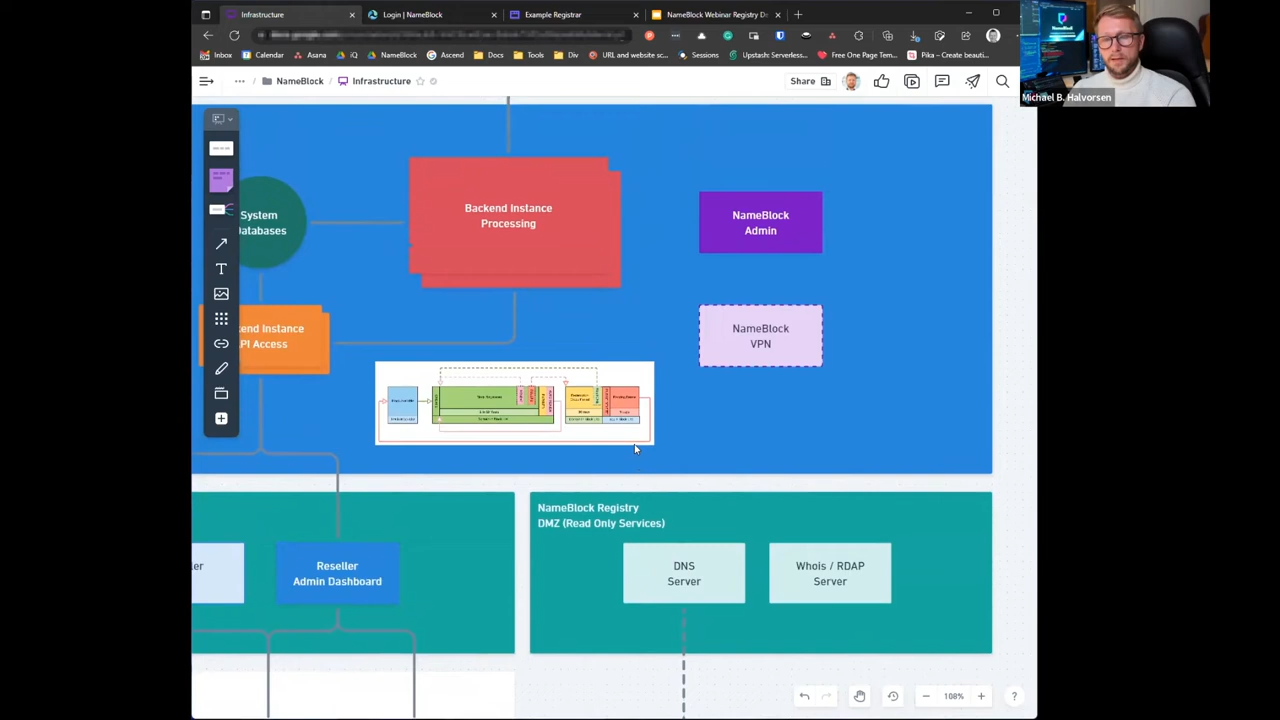 Infrastructure
Login | NameBlock
Example Registrar
NameBlock Webinar Registry De
Inbox
Calendar
Asana
NameBlock
Ascend
Docs
Tools
Div
URL and website sc...
Sessions
Upstash: Serverless...
Free One Page Tem...
Pika – Create beauti...
NameBlock
Infrastructure
Share
Michael B. Halvorsen
System
Databases
Backend Instance
Processing
NameBlock
Admin
NameBlock
VPN
kend Instance
PI Access
NameBlock Registry
DMZ (Read Only Services)
ler
Reseller
Admin Dashboard
DNS
Server
Whois / RDAP
Server
108%